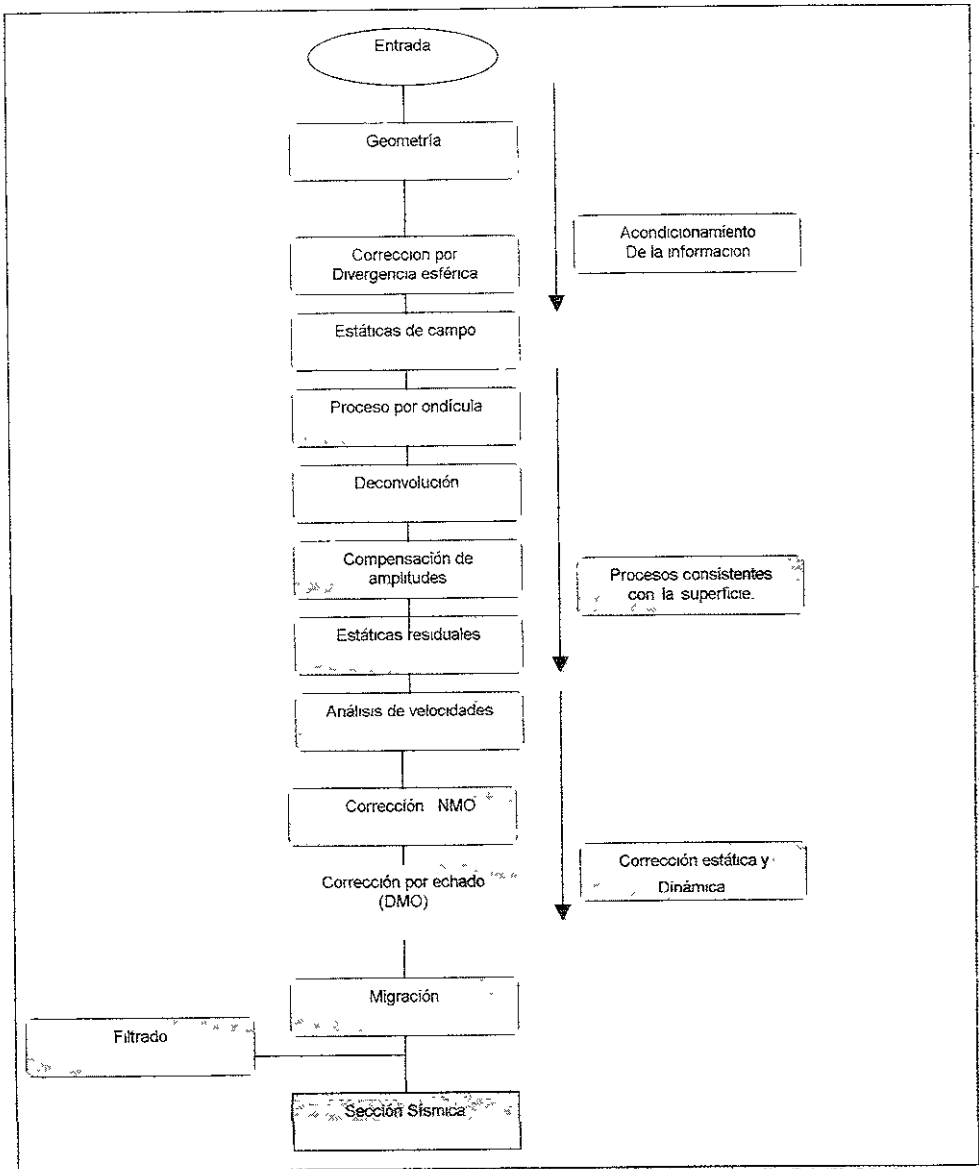 Entrada
Geometría
Acondicionamiento
De la informacion
Correccion por
Divergencia esférica
Estáticas de campo
Proceso por ondícula
Deconvolución
Compensación de
amplitudes
Procesos consistentes
con la superficie.
Estáticas residuales
Análisis de velocidades
Corrección NMO
Corrección estática y
Dinámica
Corrección por echado
(DMO)
Migración
Filtrado
Sección Sísmica